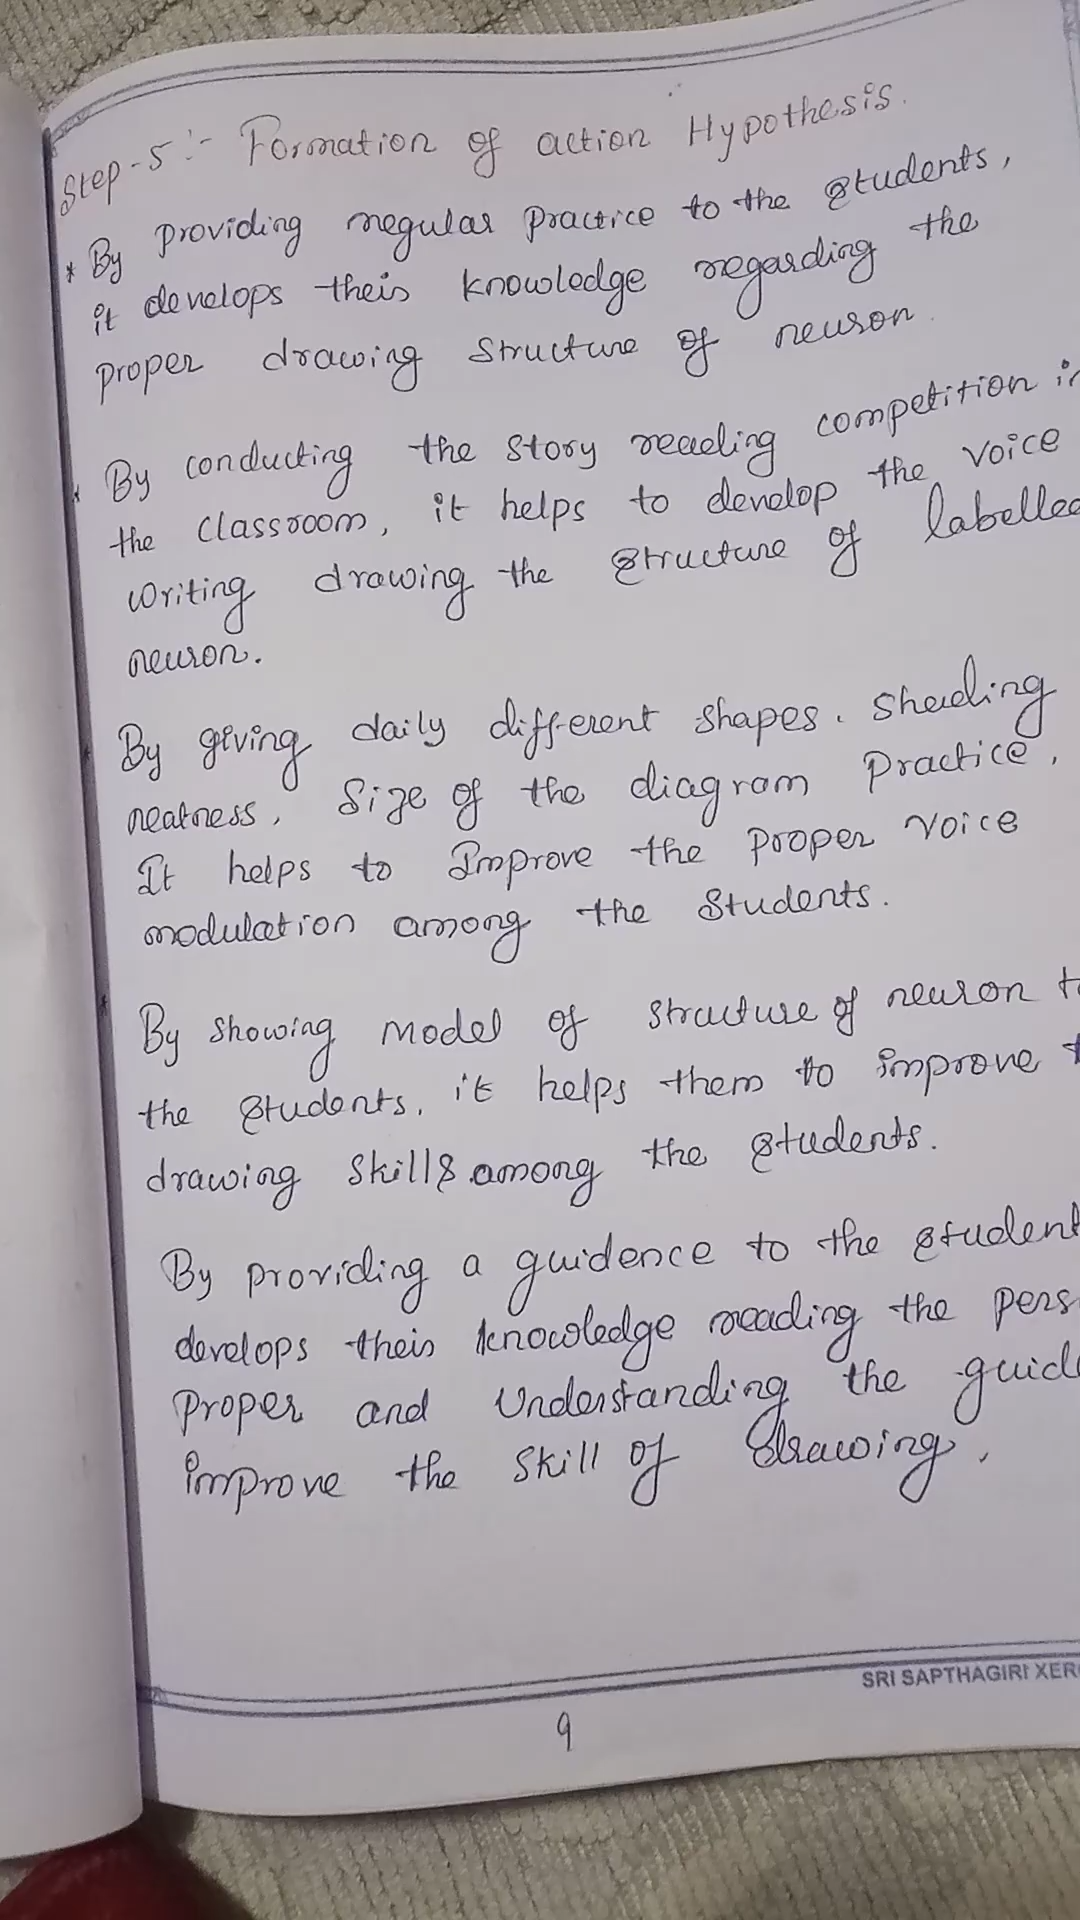 Step-5:- Formation of action Hypothesis.
* By providing regular practice to the students,
it develops their knowledge regarding the
proper drawing structure of neuron.
* By conducting the story reading competition in
the classroom, it helps to develop the voice
writing drawing the structure of labelled
neuron.
* By giving daily different shapes. Shading
neatness, Size of the diagram practice,
It helps to Improve the proper voice
modulation among the Students.
* By showing model of structure of neuron
the students, it helps them to improve
drawing skills among the students.
By providing a guidence to the student
develops their knowledge reading the
proper and Understanding the
improve the skill of drawing.
SRI SAPTHAGIRI XER
9